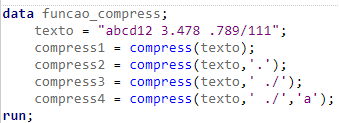 data funcao_compress;
texto = "abcd12 3.478 .789/111";
compress1 = compress(texto);
compress2 = compress(texto,'.');
compress3 = compress(texto,' ./');
compress4 = compress(texto,' ./','a');
run;